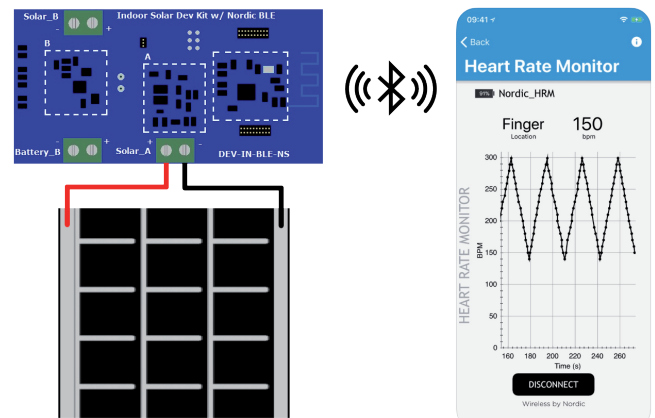 Solar_B
Indoor Solar Dev Kit w/ Nordic BLE
- +
B
A
Battery_B
- +
Solar_A
+ -
DEV-IN-BLE-NS
09:41
Back
Heart Rate Monitor
91% Nordic_HRM
Finger 150
Location bpm
HEART RATE MONITOR
BPM
300
250
200
150
100
50
0
160 180 200 220 240 260
Time (s)
DISCONNECT
Wireless by Nordic